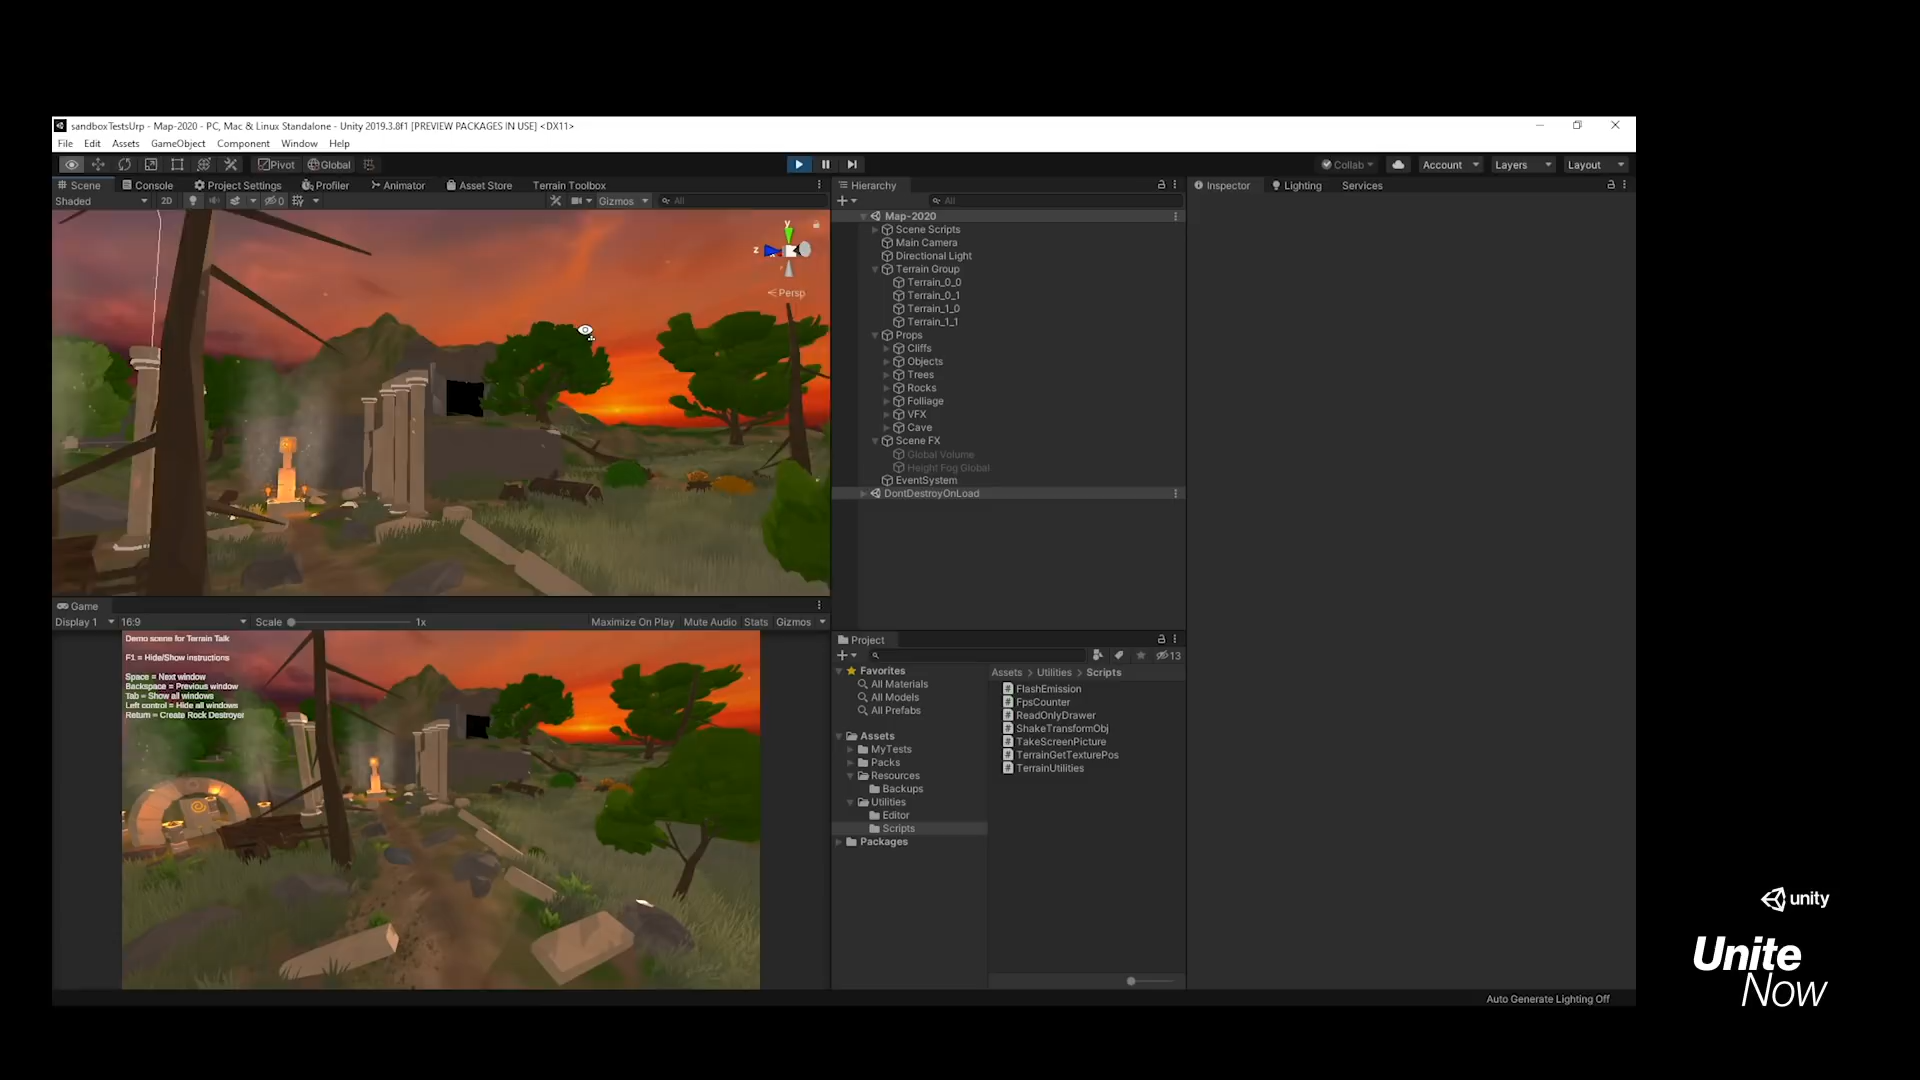 sandboxTestsUrp - Map-2020 - PC, Mac & Linux Standalone - Unity 2019.3.8f1 [PREVIEW PACKAGES IN USE] <DX11>
File Edit Assets GameObject Component Window Help
Pivot Global Collab Account Layers Layout
Scene Console Project Settings Profiler Animator Asset Store Terrain Toolbox
Shaded 2D 0 Gizmos All
y
z
Persp
Game
Display 1 16:9 Scale 1x Maximize On Play Mute Audio Stats Gizmos
Demo scene for Terrain Talk
F1 = Hide/Show instructions
Space = Next window
Backspace = Previous window
Tab = Show all windows
Left control = Hide all windows
Return = Create Rock Destroyer
Hierarchy
All
Map-2020
Scene Scripts
Main Camera
Directional Light
Terrain Group
Terrain_0_0
Terrain_0_1
Terrain_1_0
Terrain_1_1
Props
Cliffs
Objects
Trees
Rocks
Folliage
VFX
Cave
Scene FX
Global Volume
Height Fog Global
EventSystem
DontDestroyOnLoad
Project
13
Favorites
All Materials
All Models
All Prefabs
Assets
MyTests
Packs
Resources
Backups
Utilities
Editor
Scripts
Packages
Assets > Utilities > Scripts
FlashEmission
FpsCounter
ReadOnlyDrawer
ShakeTransformObj
TakeScreenPicture
TerrainGetTexturePos
TerrainUtilities
Inspector Lighting Services
Auto Generate Lighting Off
unity
Unite
Now